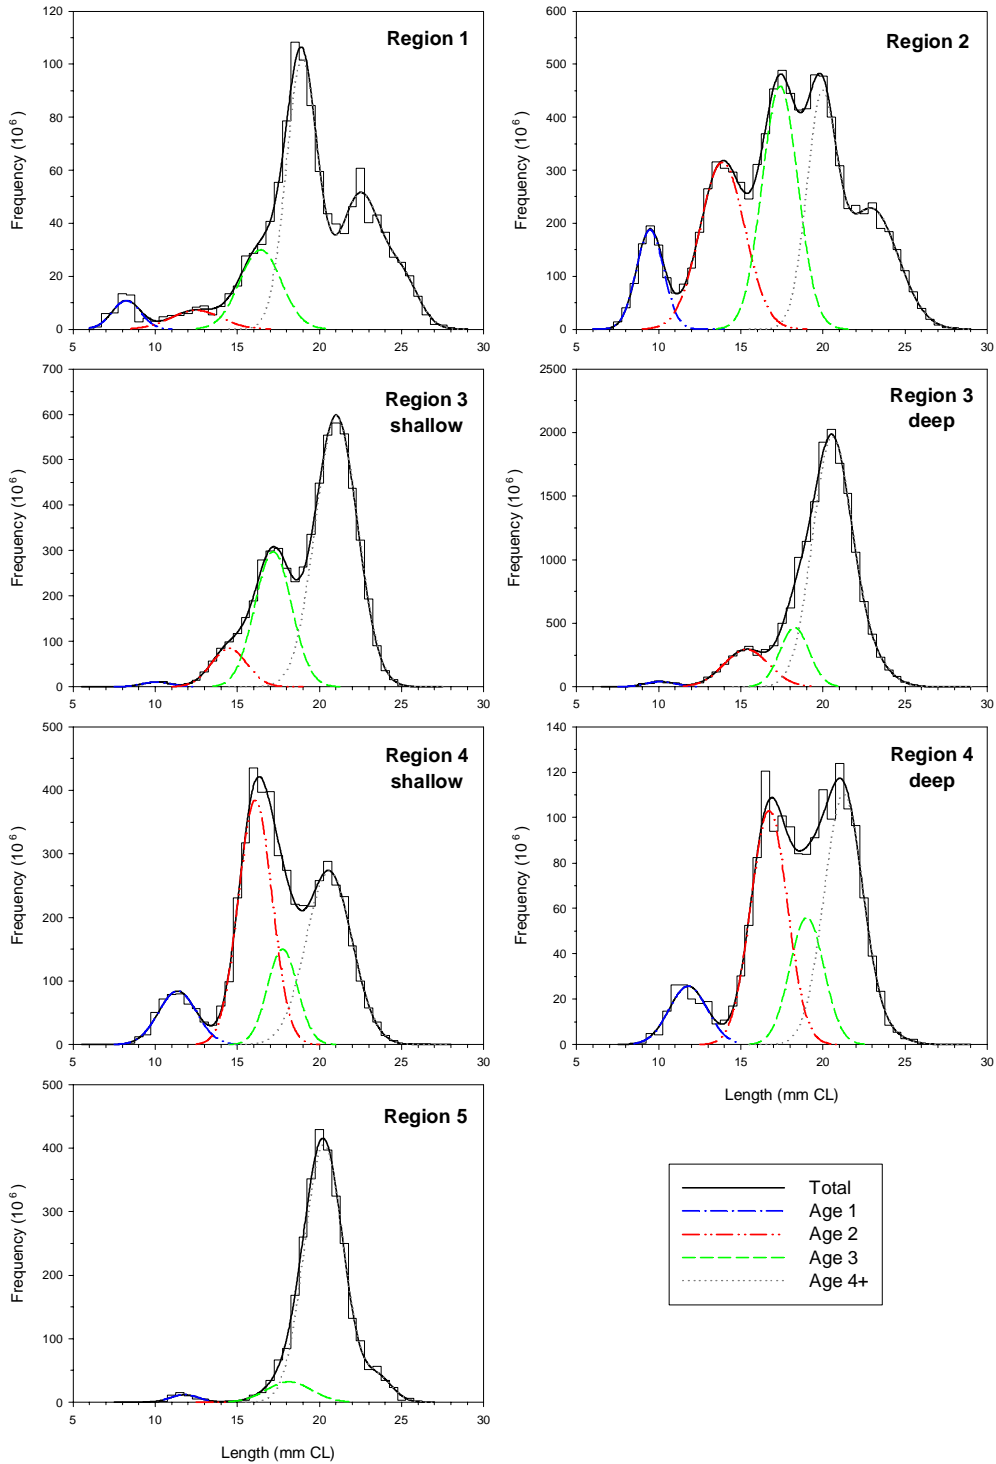 Region 1
Frequency (10^6)
120
100
80
60
40
20
0
5 10 15 20 25 30
Region 2
Frequency (10^6)
600
500
400
300
200
100
0
5 10 15 20 25 30
Region 3
shallow
Frequency (10^6)
700
600
500
400
300
200
100
0
5 10 15 20 25 30
Region 3
deep
Frequency (10^6)
2500
2000
1500
1000
500
0
5 10 15 20 25 30
Region 4
shallow
Frequency (10^6)
500
400
300
200
100
0
5 10 15 20 25 30
Region 4
deep
Frequency (10^6)
140
120
100
80
60
40
20
0
5 10 15 20 25 30
Length (mm CL)
Region 5
Frequency (10^6)
500
400
300
200
100
0
5 10 15 20 25 30
Length (mm CL)
Total
Age 1
Age 2
Age 3
Age 4+